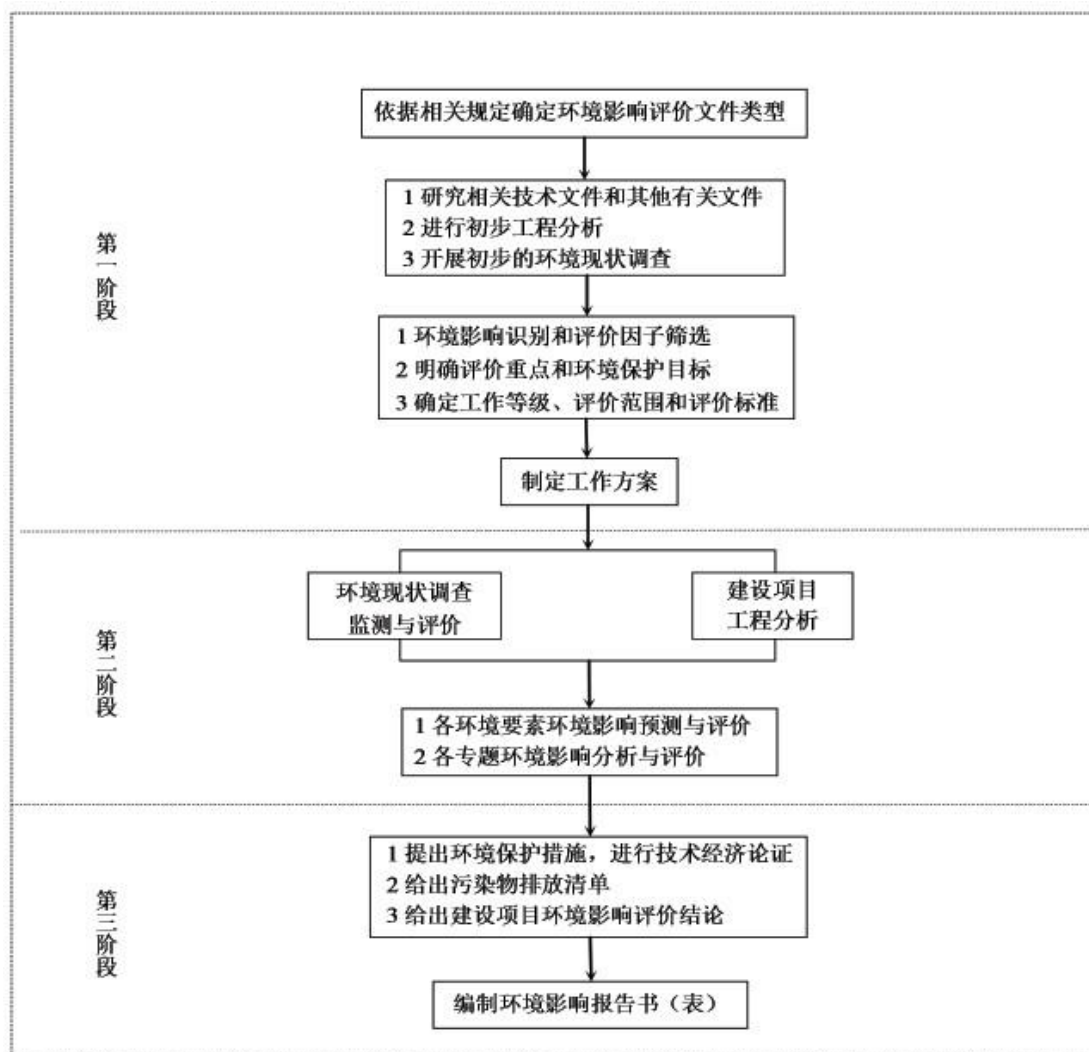 依据相关规定确定环境影响评价文件类型
1 研究相关技术文件和其他有关文件
2 进行初步工程分析
3 开展初步的环境现状调查
第一阶段
1 环境影响识别和评价因子筛选
2 明确评价重点和环境保护目标
3 确定工作等级、评价范围和评价标准
制定工作方案
环境现状调查
监测与评价
建设项目
工程分析
第二阶段
1 各环境要素环境影响预测与评价
2 各专题环境影响分析与评价
1 提出环境保护措施，进行技术经济论证
2 给出污染物排放清单
3 给出建设项目环境影响评价结论
第三阶段
编制环境影响报告书（表）